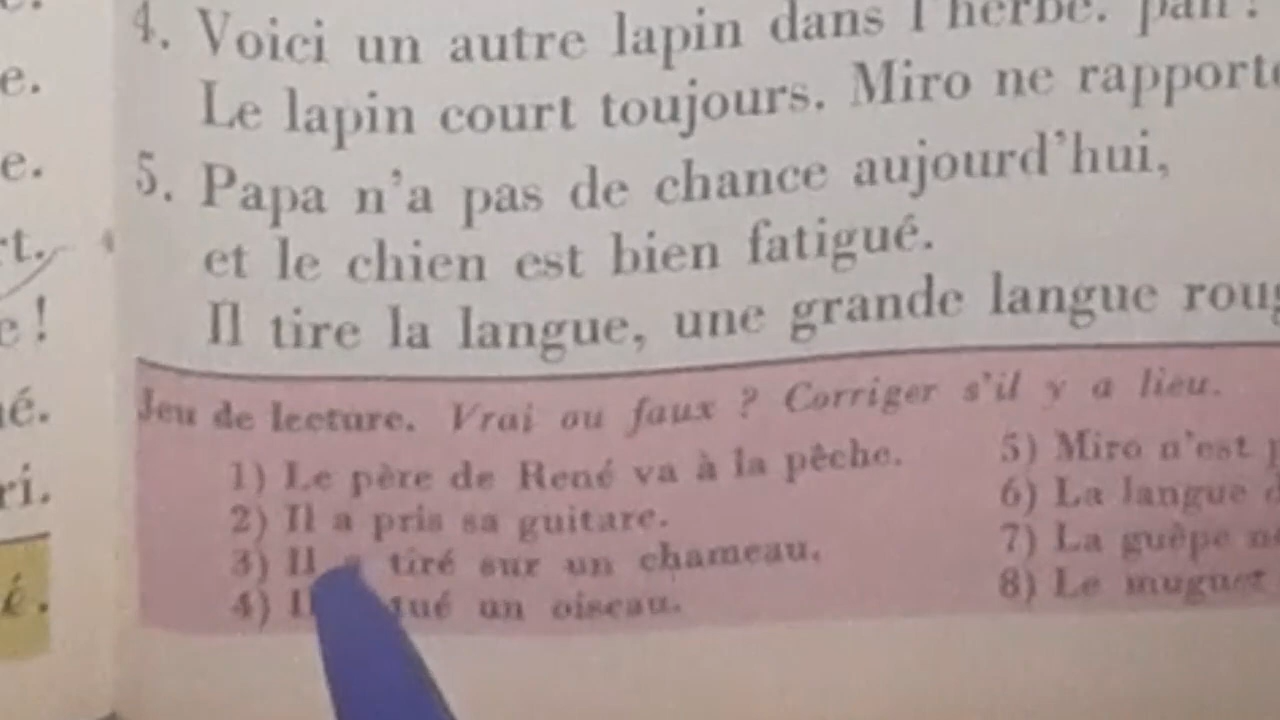 4. Voici un autre lapin dans l'herbe. pan !
Le lapin court toujours. Miro ne rapporte
5. Papa n'a pas de chance aujourd'hui,
et le chien est bien fatigué.
Il tire la langue, une grande langue
Jeu de lecture. Vrai ou faux ? Corriger s'il y a lieu.
1) Le père de René va à la pêche.
2) Il a pris sa guitare.
3) Il a tiré sur un chameau.
4) tué un oiseau.
5) Miro n'est
6) La langue
7) La guêpe
8) Le muguet
e.
e.
é.